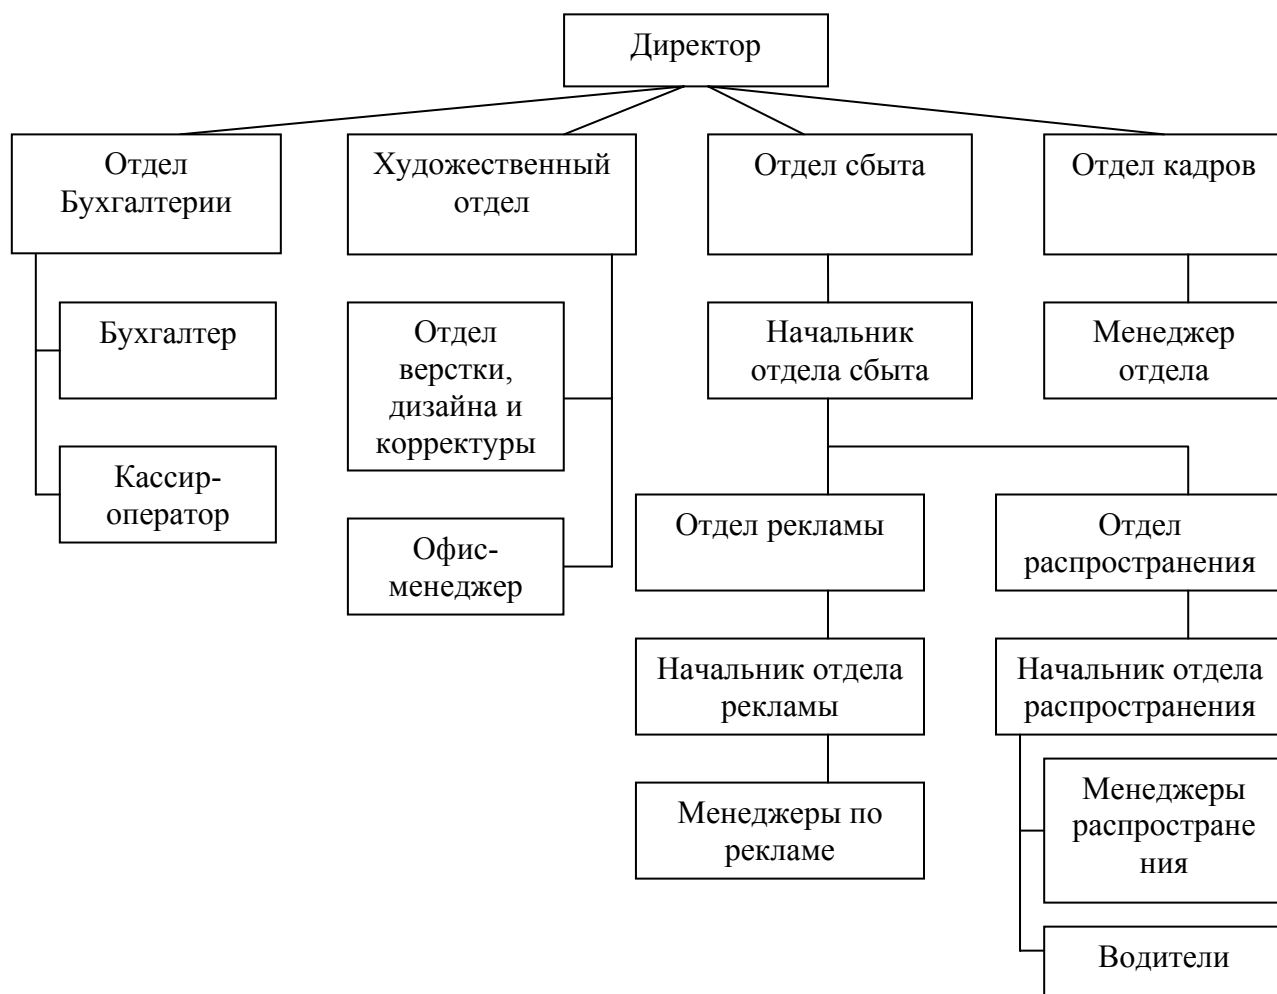 Директор
Отдел
Бухгалтерии
Художественный
отдел
Отдел сбыта
Отдел кадров
Бухгалтер
Отдел
верстки,
дизайна и
корректуры
Начальник
отдела сбыта
Менеджер
отдела
Кассир-
оператор
Офис-
менеджер
Отдел рекламы
Отдел
распространения
Начальник отдела
рекламы
Начальник отдела
распространения
Менеджеры по
рекламе
Менеджеры
распростране
ния
Водители